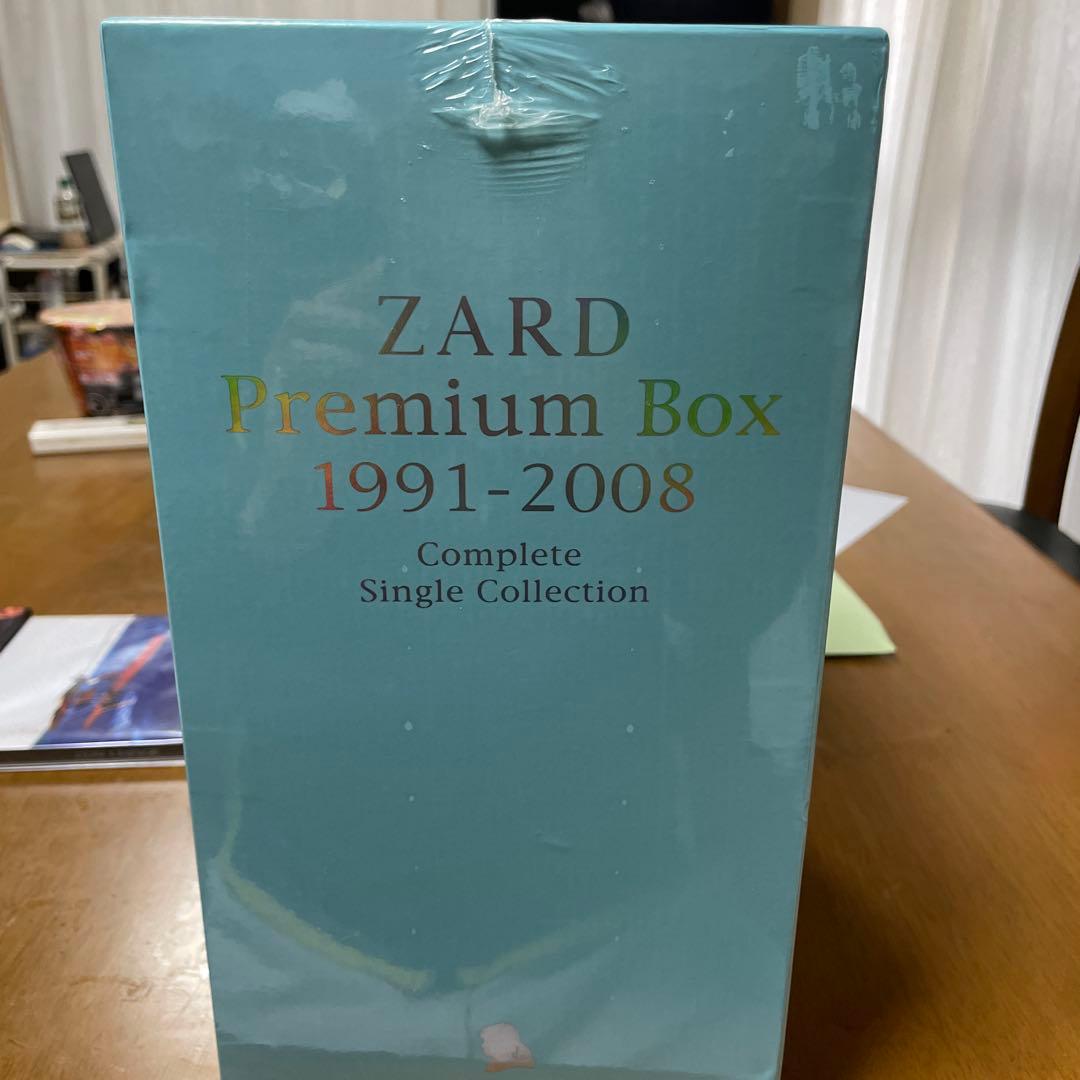 ZARD
Premium Box
1991-2008
Complete
Single Collection